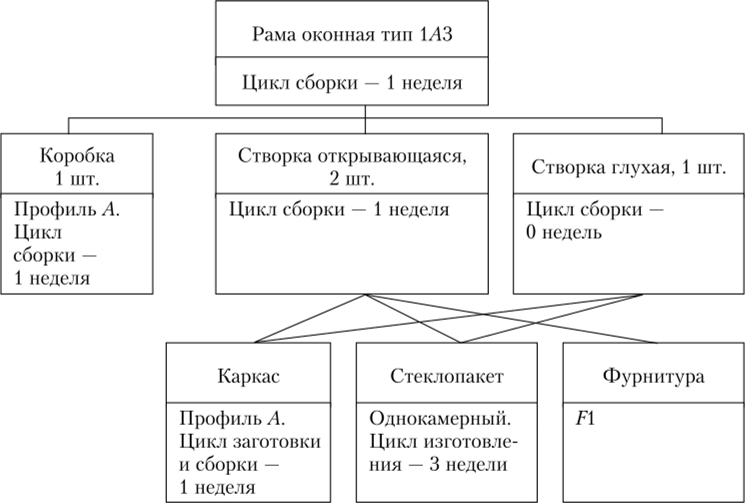 Рама оконная тип 1А3
Цикл сборки — 1 неделя
Коробка
1 шт.
Профиль А.
Цикл
сборки —
1 неделя
Створка открывающаяся,
2 шт.
Цикл сборки — 1 неделя
Створка глухая, 1 шт.
Цикл сборки —
0 недель
Каркас
Профиль А.
Цикл заготовки
и сборки —
1 неделя
Стеклопакет
Однокамерный.
Цикл изготовле-
ния — 3 недели
Фурнитура
F1